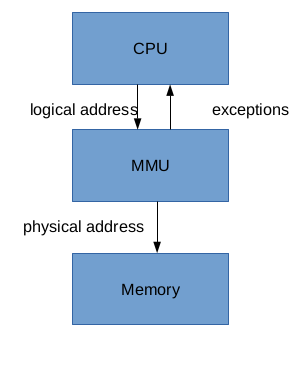 CPU
logical address
exceptions
MMU
physical address
Memory